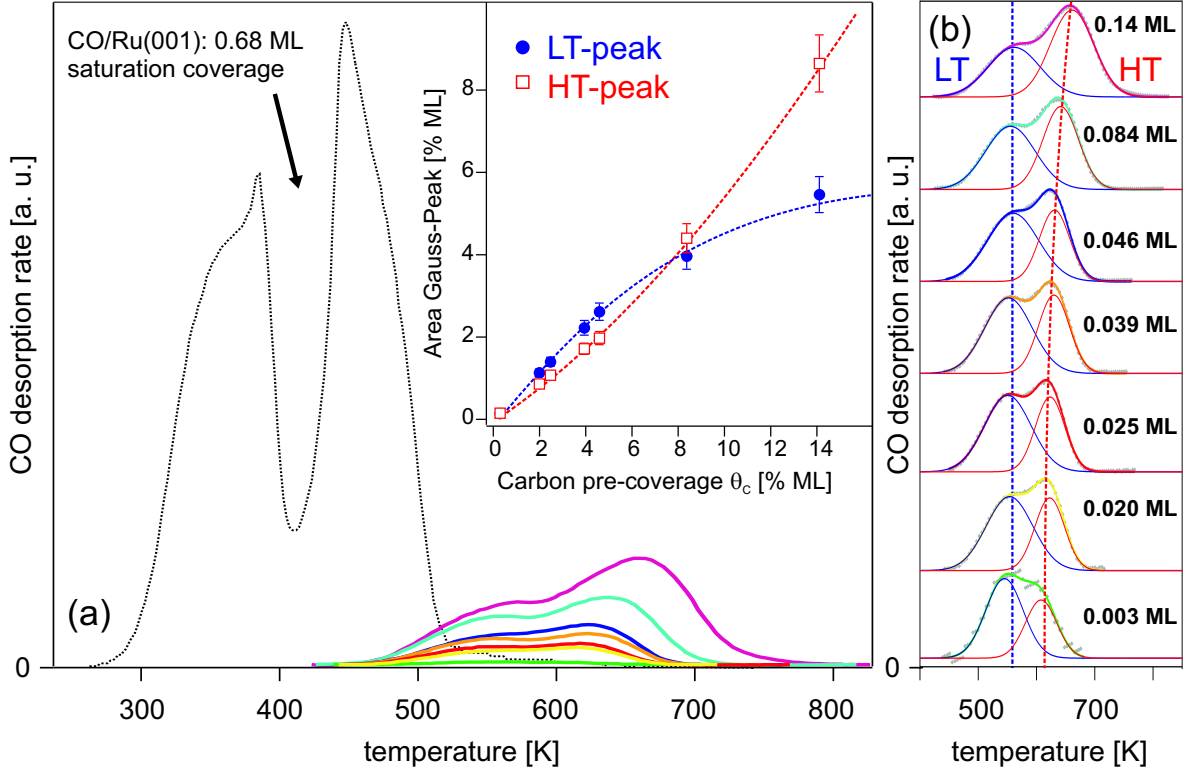 CO/Ru(001): 0.68 ML
saturation coverage
CO desorption rate [a. u.]
0
(a)
300
400
500
600
700
800
temperature [K]
LT-peak
HT-peak
Area Gauss-Peak [% ML]
8
6
4
2
0
0
2
4
6
8
10
12
14
Carbon pre-coverage θc [% ML]
(b)
0.14 ML
LT
HT
0.084 ML
0.046 ML
0.039 ML
0.025 ML
0.020 ML
0.003 ML
CO desorption rate [a. u.]
0
500
700
temperature [K]